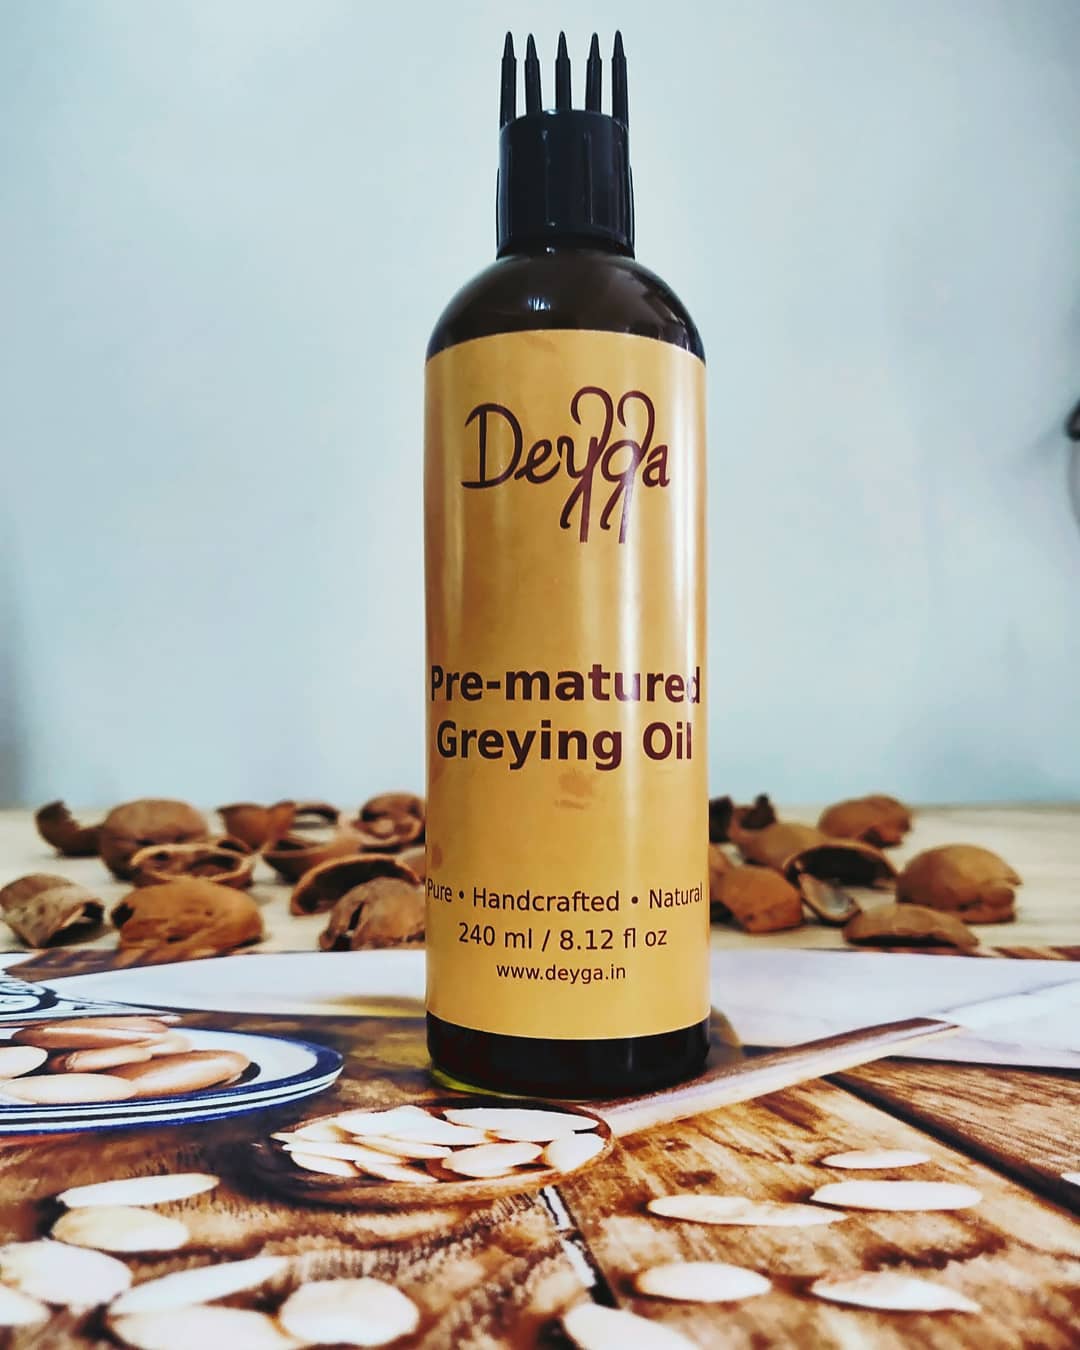 Deyga
Pre-matured
Greying Oil
Pure • Handcrafted • Natural
240 ml / 8.12 fl oz
www.deyga.in